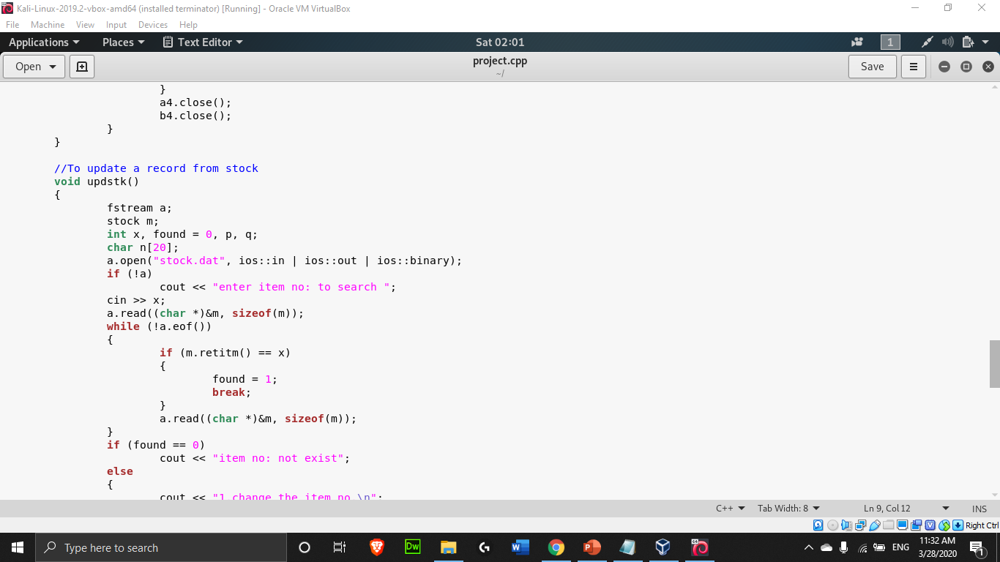 Kali-Linux-2019.2-vbox-amd64 (installed terminator) [Running] - Oracle VM VirtualBox
File Machine View Input Devices Help
Applications Places Text Editor Sat 02:01 1
Open project.cpp Save
~/
}
a4.close();
b4.close();
}
}
//To update a record from stock
void updstk()
{
fstream a;
stock m;
int x, found = 0, p, q;
char n[20];
a.open("stock.dat", ios::in | ios::out | ios::binary);
if (!a)
cout << "enter item no: to search ";
cin >> x;
a.read((char *)&m, sizeof(m));
while (!a.eof())
{
if (m.retitm() == x)
{
found = 1;
break;
}
a.read((char *)&m, sizeof(m));
}
if (found == 0)
cout << "item no: not exist";
else
{
cout << "1.change the item no.\n";
C++ Tab Width: 8 Ln 9, Col 12 INS
Right Ctrl
Type here to search Dw ENG 11:32 AM
3/28/2020 1